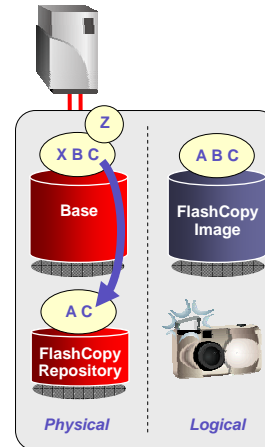 Z
X B C
A B C
Base
FlashCopy
Image
A C
FlashCopy
Repository
Physical
Logical